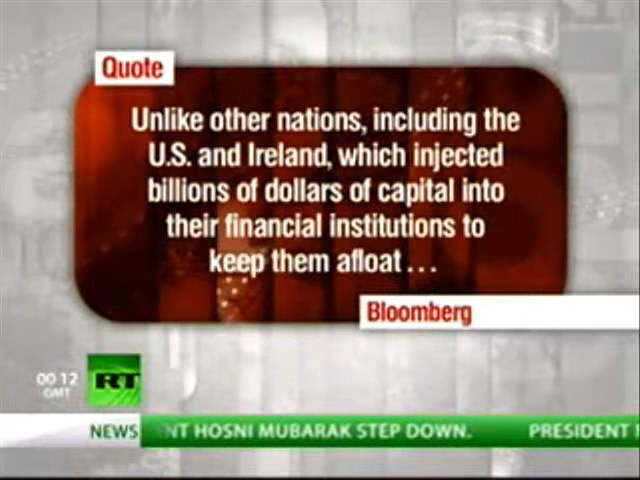 Quote
Unlike other nations, including the
U.S. and Ireland, which injected
billions of dollars of capital into
their financial institutions to
keep them afloat...
Bloomberg
00:12
GMT
RT
NEWS
NT HOSNI MUBARAK STEP DOWN. PRESIDENT